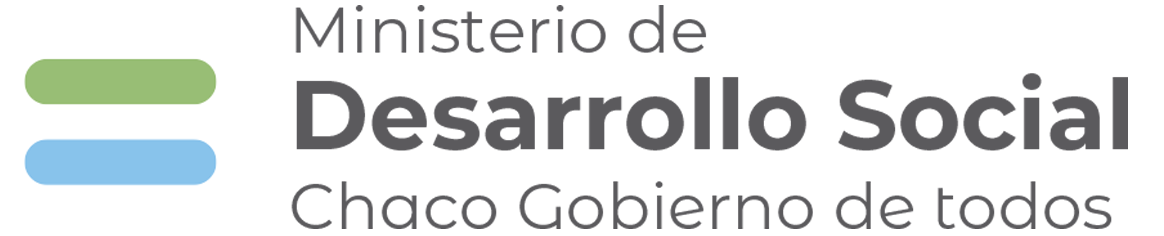 Ministerio de
Desarrollo Social
Chaco Gobierno de todos